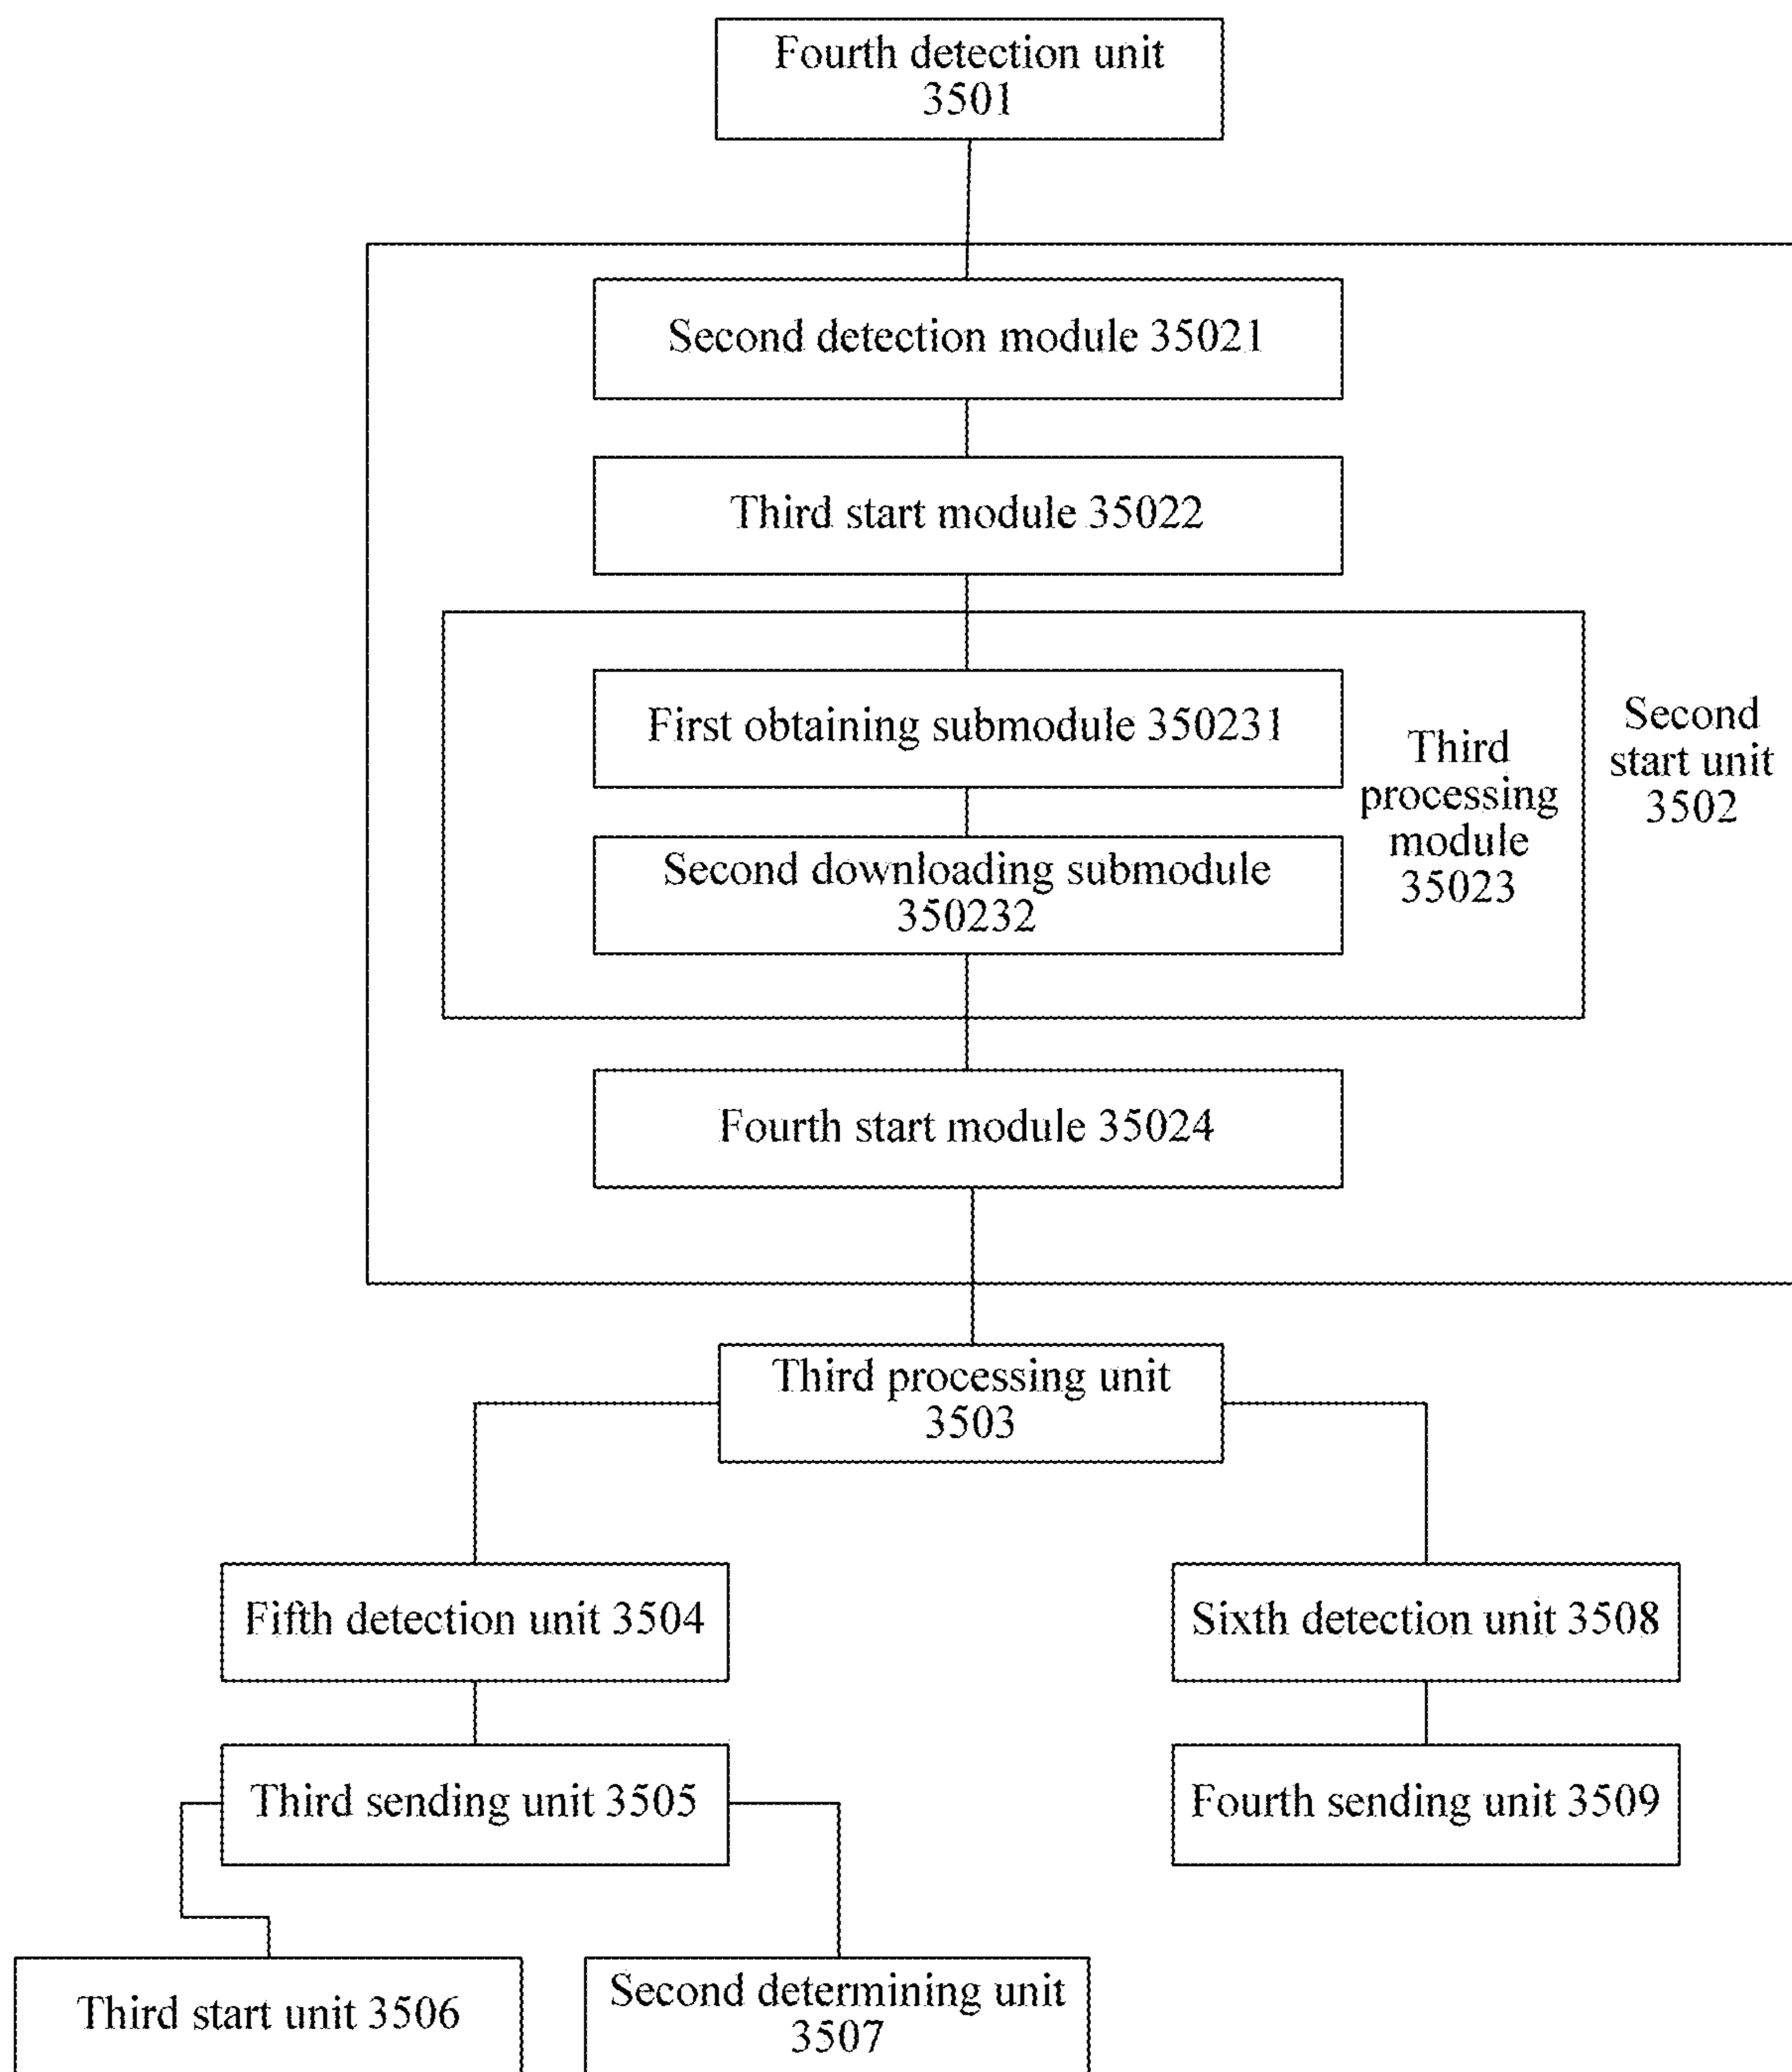 Fourth detection unit
3501
Second detection module 35021
Third start module 35022
First obtaining submodule 350231
Second downloading submodule
350232
Third
processing
module
35023
Second
start unit
3502
Fourth start module 35024
Third processing unit
3503
Fifth detection unit 3504
Sixth detection unit 3508
Third sending unit 3505
Fourth sending unit 3509
Third start unit 3506
Second determining unit
3507